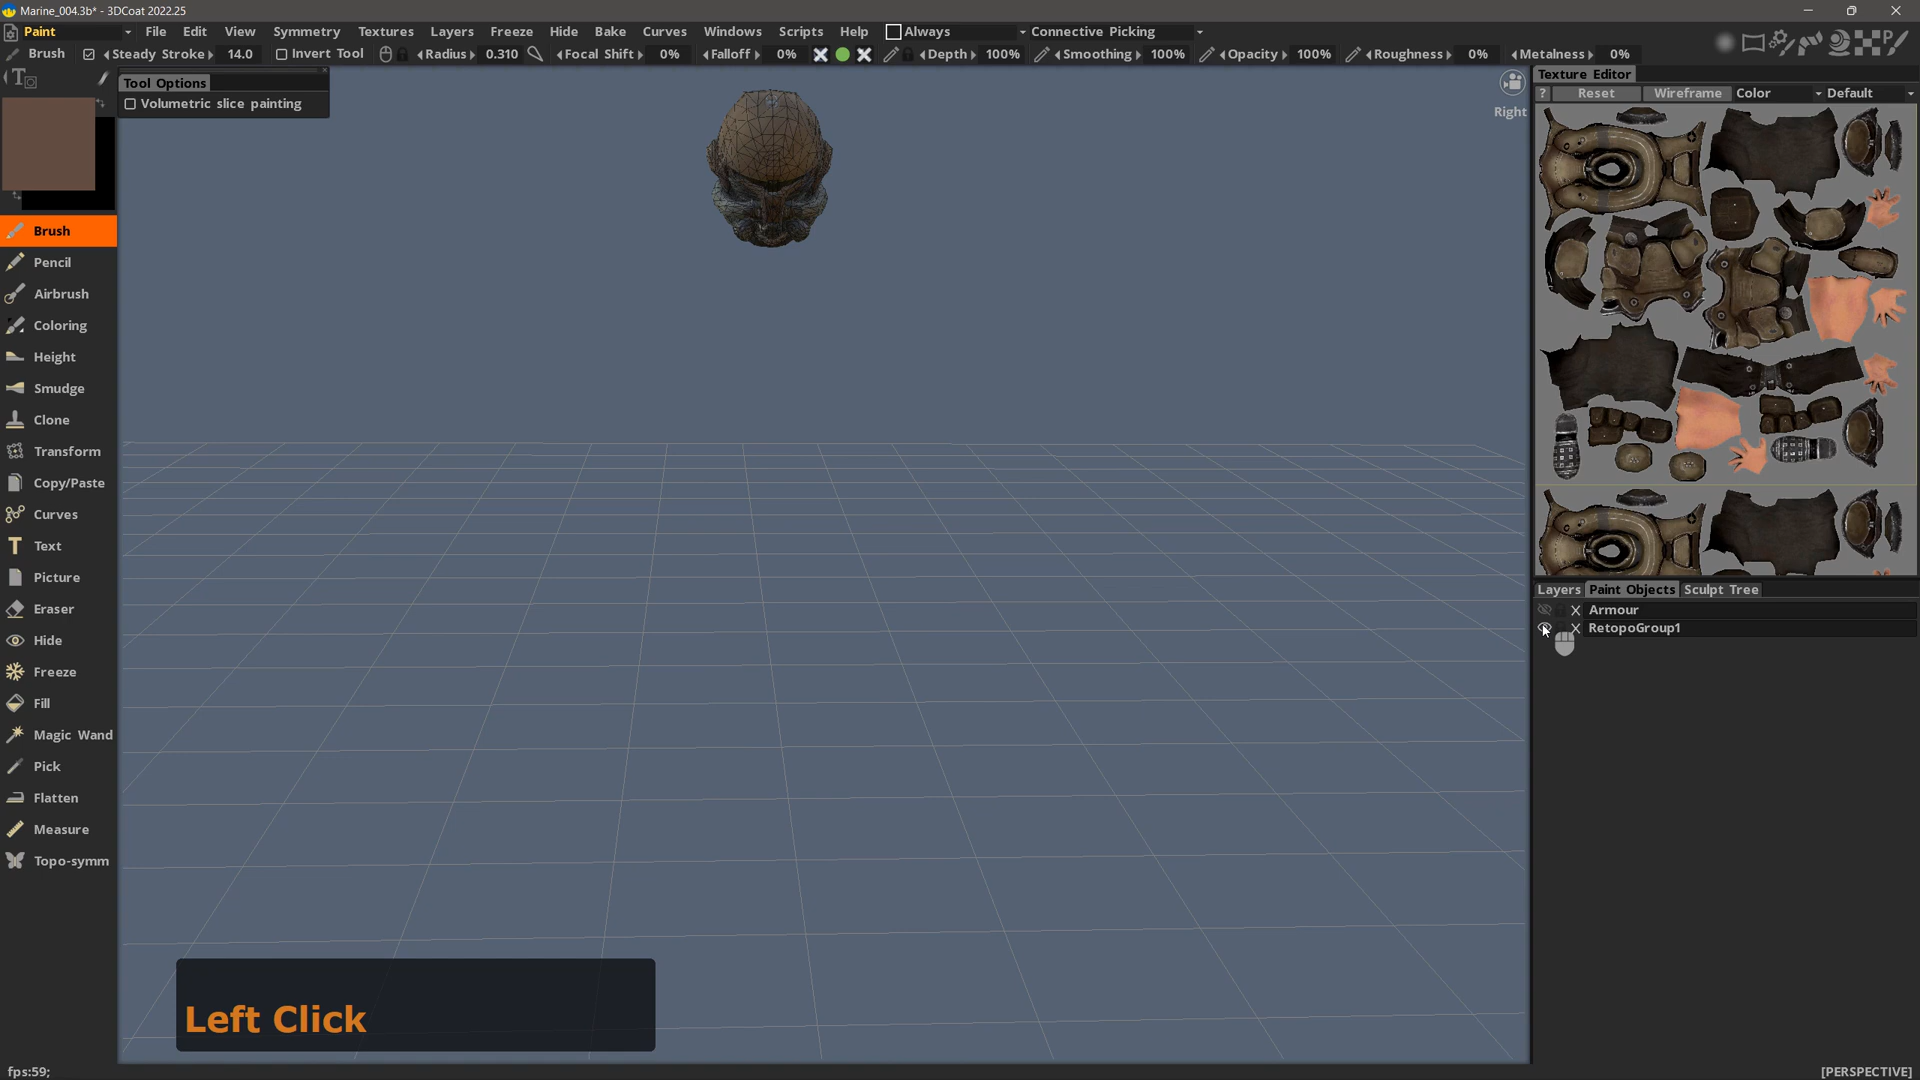 Marine_004.3b* - 3DCoat 2022.25
Paint File Edit View Symmetry Textures Layers Freeze Hide Bake Curves Windows Scripts Help Always Connective Picking
Brush Steady Stroke 14.0 Invert Tool Radius 0.310 Focal Shift 0% Falloff 0% Depth 100% Smoothing 100% Opacity 100% Roughness 0% Metalness 0%
Tool Options
Volumetric slice painting
Brush
Pencil
Airbrush
Coloring
Height
Smudge
Clone
Transform
Copy/Paste
Curves
Text
Picture
Eraser
Hide
Freeze
Fill
Magic Wand
Pick
Flatten
Measure
Topo-symm
Right
Texture Editor
? Reset Wireframe Color Default
Layers Paint Objects Sculpt Tree
X Armour
X RetopoGroup1
Left Click
fps:59;
[PERSPECTIVE]